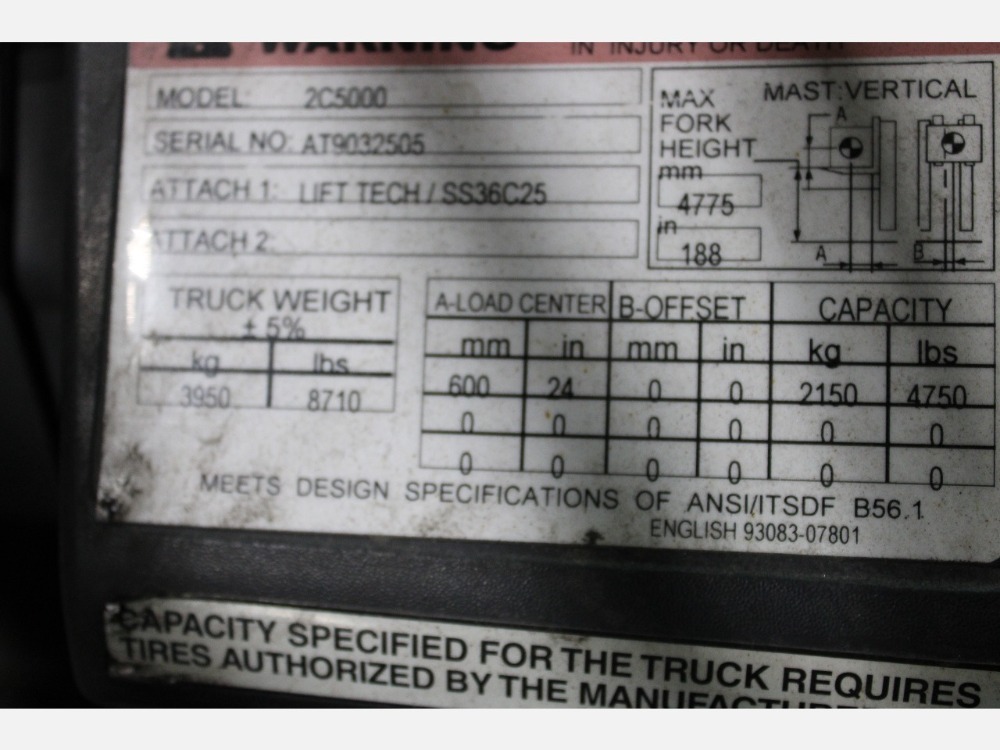 WARNING IN INJURY OR DEATH
MODEL: 2C5000
SERIAL NO: AT9032505
ATTACH 1: LIFT TECH / SS36C25
ATTACH 2:
MAX FORK HEIGHT
mm
4775
in
188
MAST:VERTICAL
A
A
B
TRUCK WEIGHT
± 5%
kg lbs
3950 8710
A-LOAD CENTER B-OFFSET CAPACITY
mm in mm in kg lbs
600 24 0 0 2150 4750
0 0 0 0 0 0
0 0 0 0 0 0
MEETS DESIGN SPECIFICATIONS OF ANSI/ITSDF B56.1
ENGLISH 93083-07801
CAPACITY SPECIFIED FOR THE TRUCK REQUIRES
TIRES AUTHORIZED BY THE